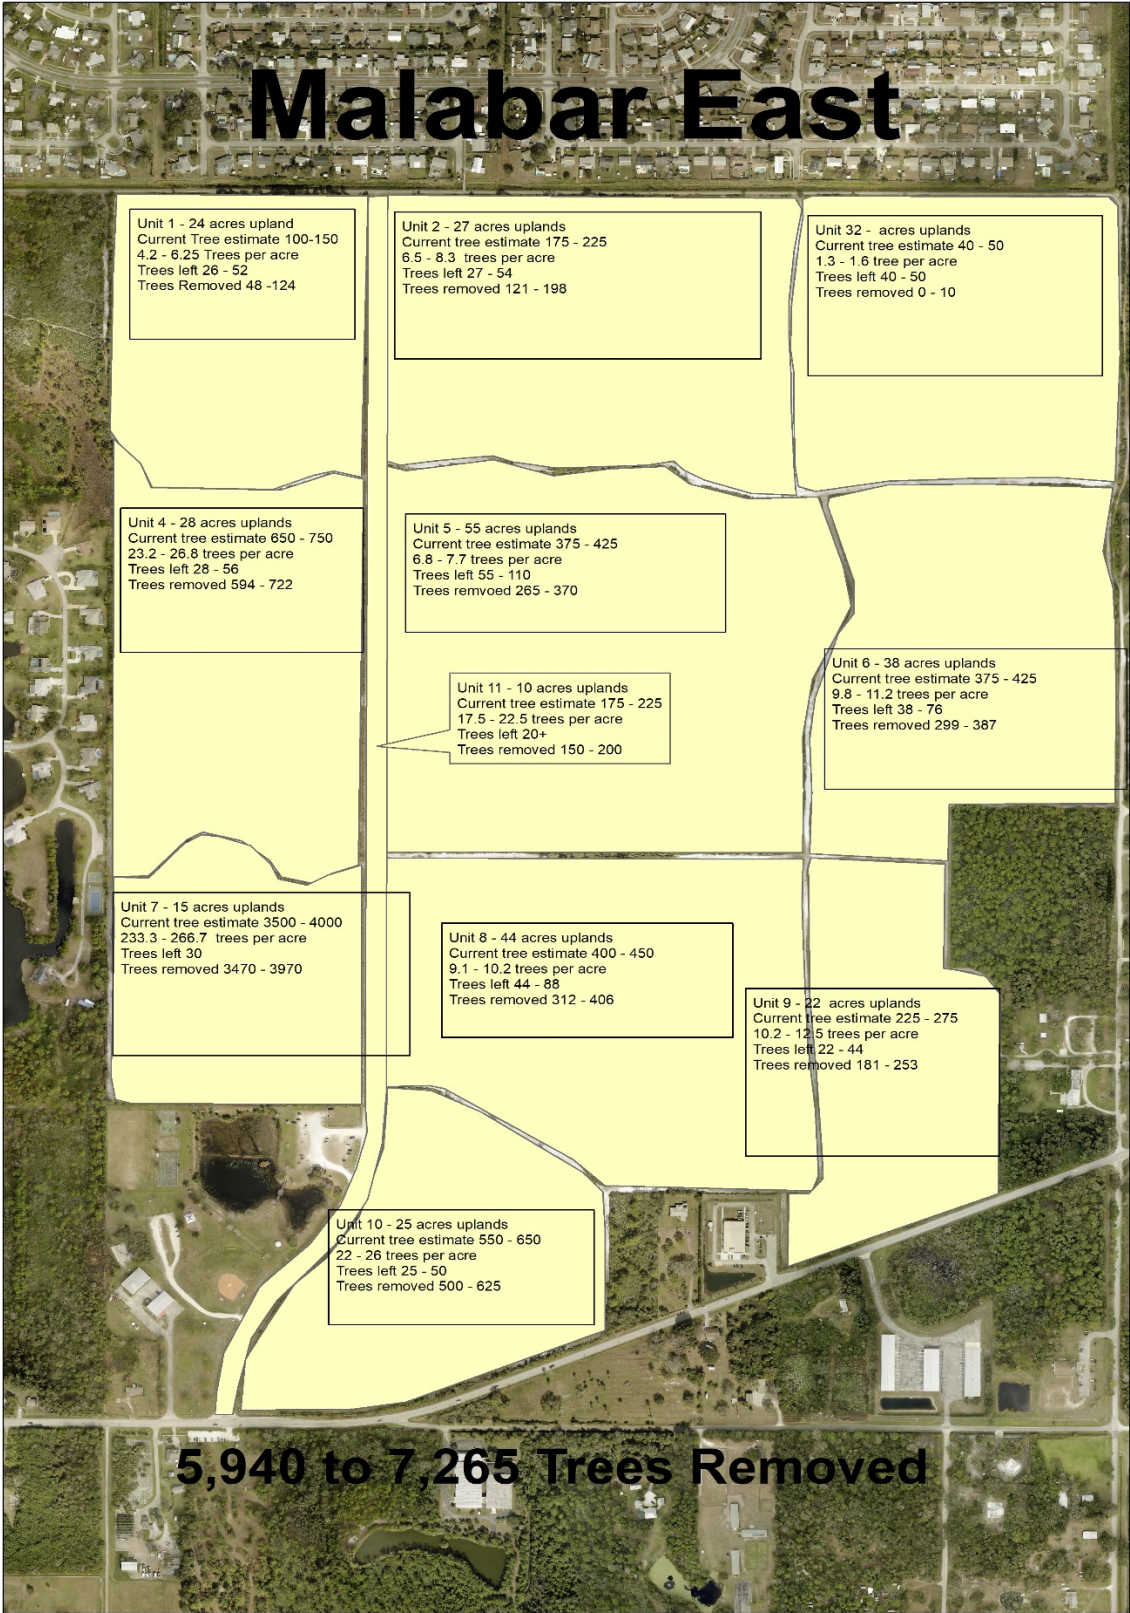 Malabar East
Unit 1 - 24 acres upland
Current Tree estimate 100-150
4.2 - 6.25 Trees per acre
Trees left 26 - 52
Trees Removed 48 -124
Unit 2 - 27 acres uplands
Current tree estimate 175 - 225
6.5 - 8.3 trees per acre
Trees left 27 - 54
Trees removed 121 - 198
Unit 32 - acres uplands
Current tree estimate 40 - 50
1.3 - 1.6 tree per acre
Trees left 40 - 50
Trees removed 0 - 10
Unit 4 - 28 acres uplands
Current tree estimate 650 - 750
23.2 - 26.8 trees per acre
Trees left 28 - 56
Trees removed 594 - 722
Unit 5 - 55 acres uplands
Current tree estimate 375 - 425
6.8 - 7.7 trees per acre
Trees left 55 - 110
Trees remvoed 265 - 370
Unit 6 - 38 acres uplands
Current tree estimate 375 - 425
9.8 - 11.2 trees per acre
Trees left 38 - 76
Trees removed 299 - 387
Unit 11 - 10 acres uplands
Current tree estimate 175 - 225
17.5 - 22.5 trees per acre
Trees left 20+
Trees removed 150 - 200
Unit 7 - 15 acres uplands
Current tree estimate 3500 - 4000
233.3 - 266.7 trees per acre
Trees left 30
Trees removed 3470 - 3970
Unit 8 - 44 acres uplands
Current tree estimate 400 - 450
9.1 - 10.2 trees per acre
Trees left 44 - 88
Trees removed 312 - 406
Unit 9 - 22 acres uplands
Current tree estimate 225 - 275
10.2 - 12.5 trees per acre
Trees left 22 - 44
Trees removed 181 - 253
Unit 10 - 25 acres uplands
Current tree estimate 550 - 650
22 - 26 trees per acre
Trees left 25 - 50
Trees removed 500 - 625
5,940 to 7,265 Trees Removed